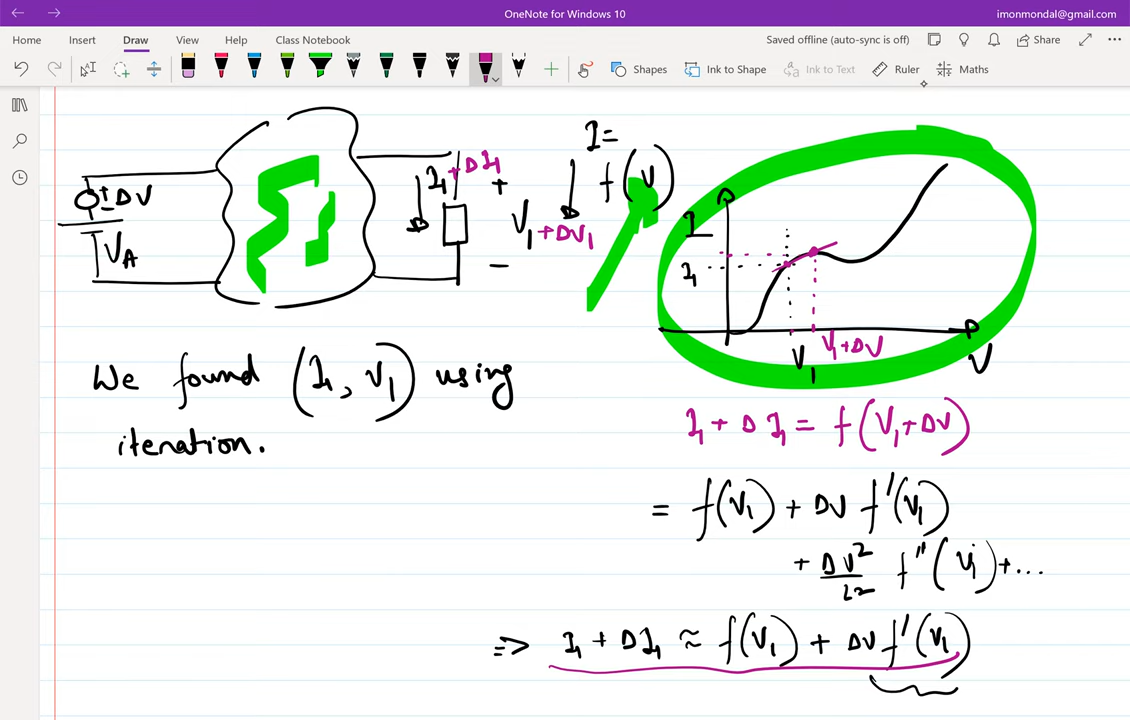 OneNote for Windows 10
imonmondal@gmail.com
Home Insert Draw View Help Class Notebook
Saved offline (auto-sync is off) Share
Shapes Ink to Shape Ink to Text Ruler Maths
± ΔV
V_A
I₁ + ΔI₁
+
V₁ + ΔV₁
−
I =
f(V)
I
I₁
V₁
V₁+ΔV
V
We found (I₁, V₁) using
iteration.
I₁ + ΔI₁ = f(V₁+ΔV)
= f(V₁) + ΔV f'(V₁)
+ ΔV²/∟2 f''(V₁) + ...
=> I₁ + ΔI₁ ≈ f(V₁) + ΔV f'(V₁)